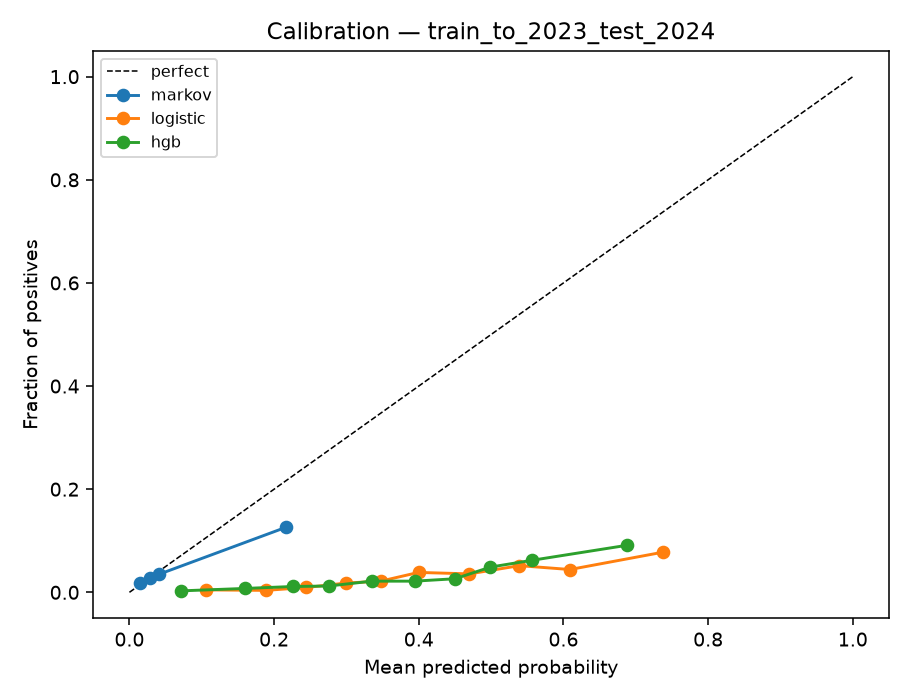 Calibration — train_to_2023_test_2024
perfect
markov
logistic
hgb
Fraction of positives
1.0
0.8
0.6
0.4
0.2
0.0
0.0 0.2 0.4 0.6 0.8 1.0
Mean predicted probability